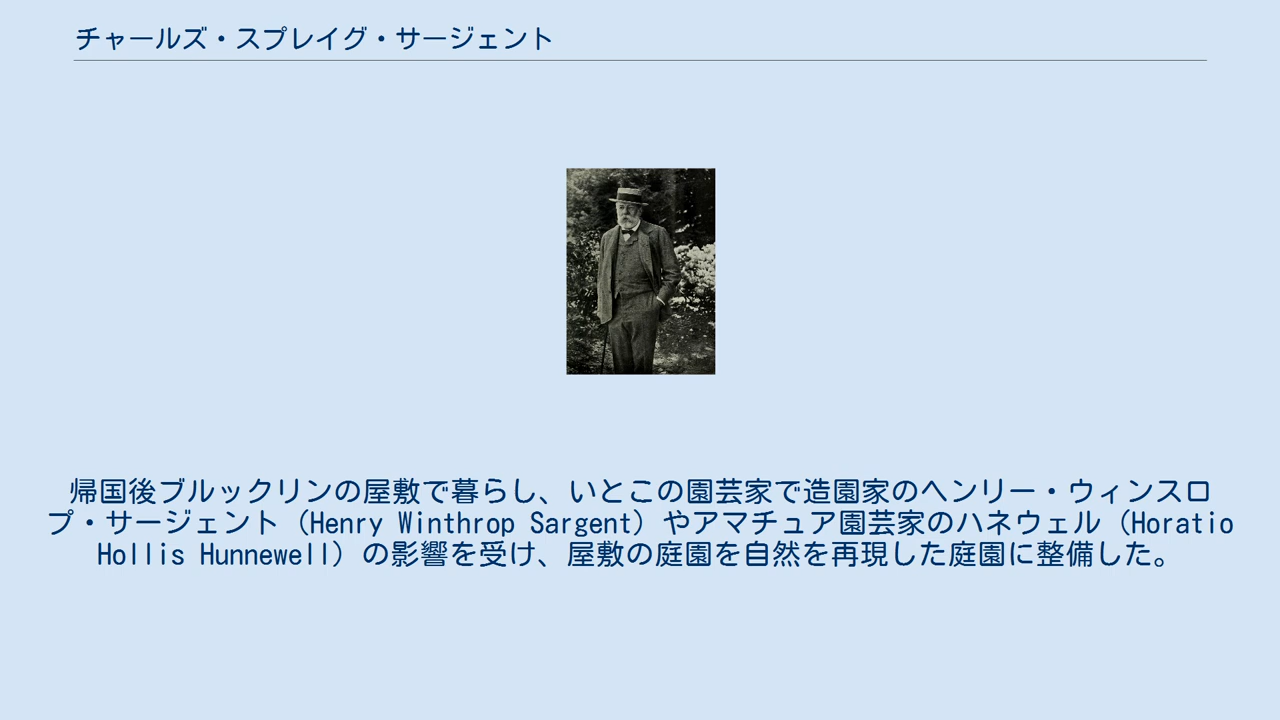 チャールズ・スプレイグ・サージェント
帰国後ブルックリンの屋敷で暮らし、いとこの園芸家で造園家のヘンリー・ウィンスロ
プ・サージェント（Henry Winthrop Sargent）やアマチュア園芸家のハネウェル（Horatio
Hollis Hunnewell）の影響を受け、屋敷の庭園を自然を再現した庭園に整備した。